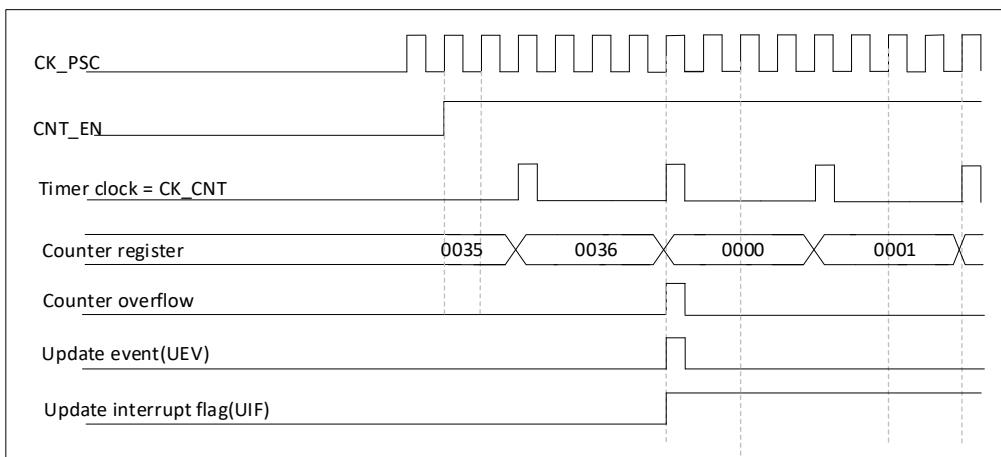 CK_PSC
CNT_EN
Timer clock = CK_CNT
Counter register 0035 0036 0000 0001
Counter overflow
Update event(UEV)
Update interrupt flag(UIF)